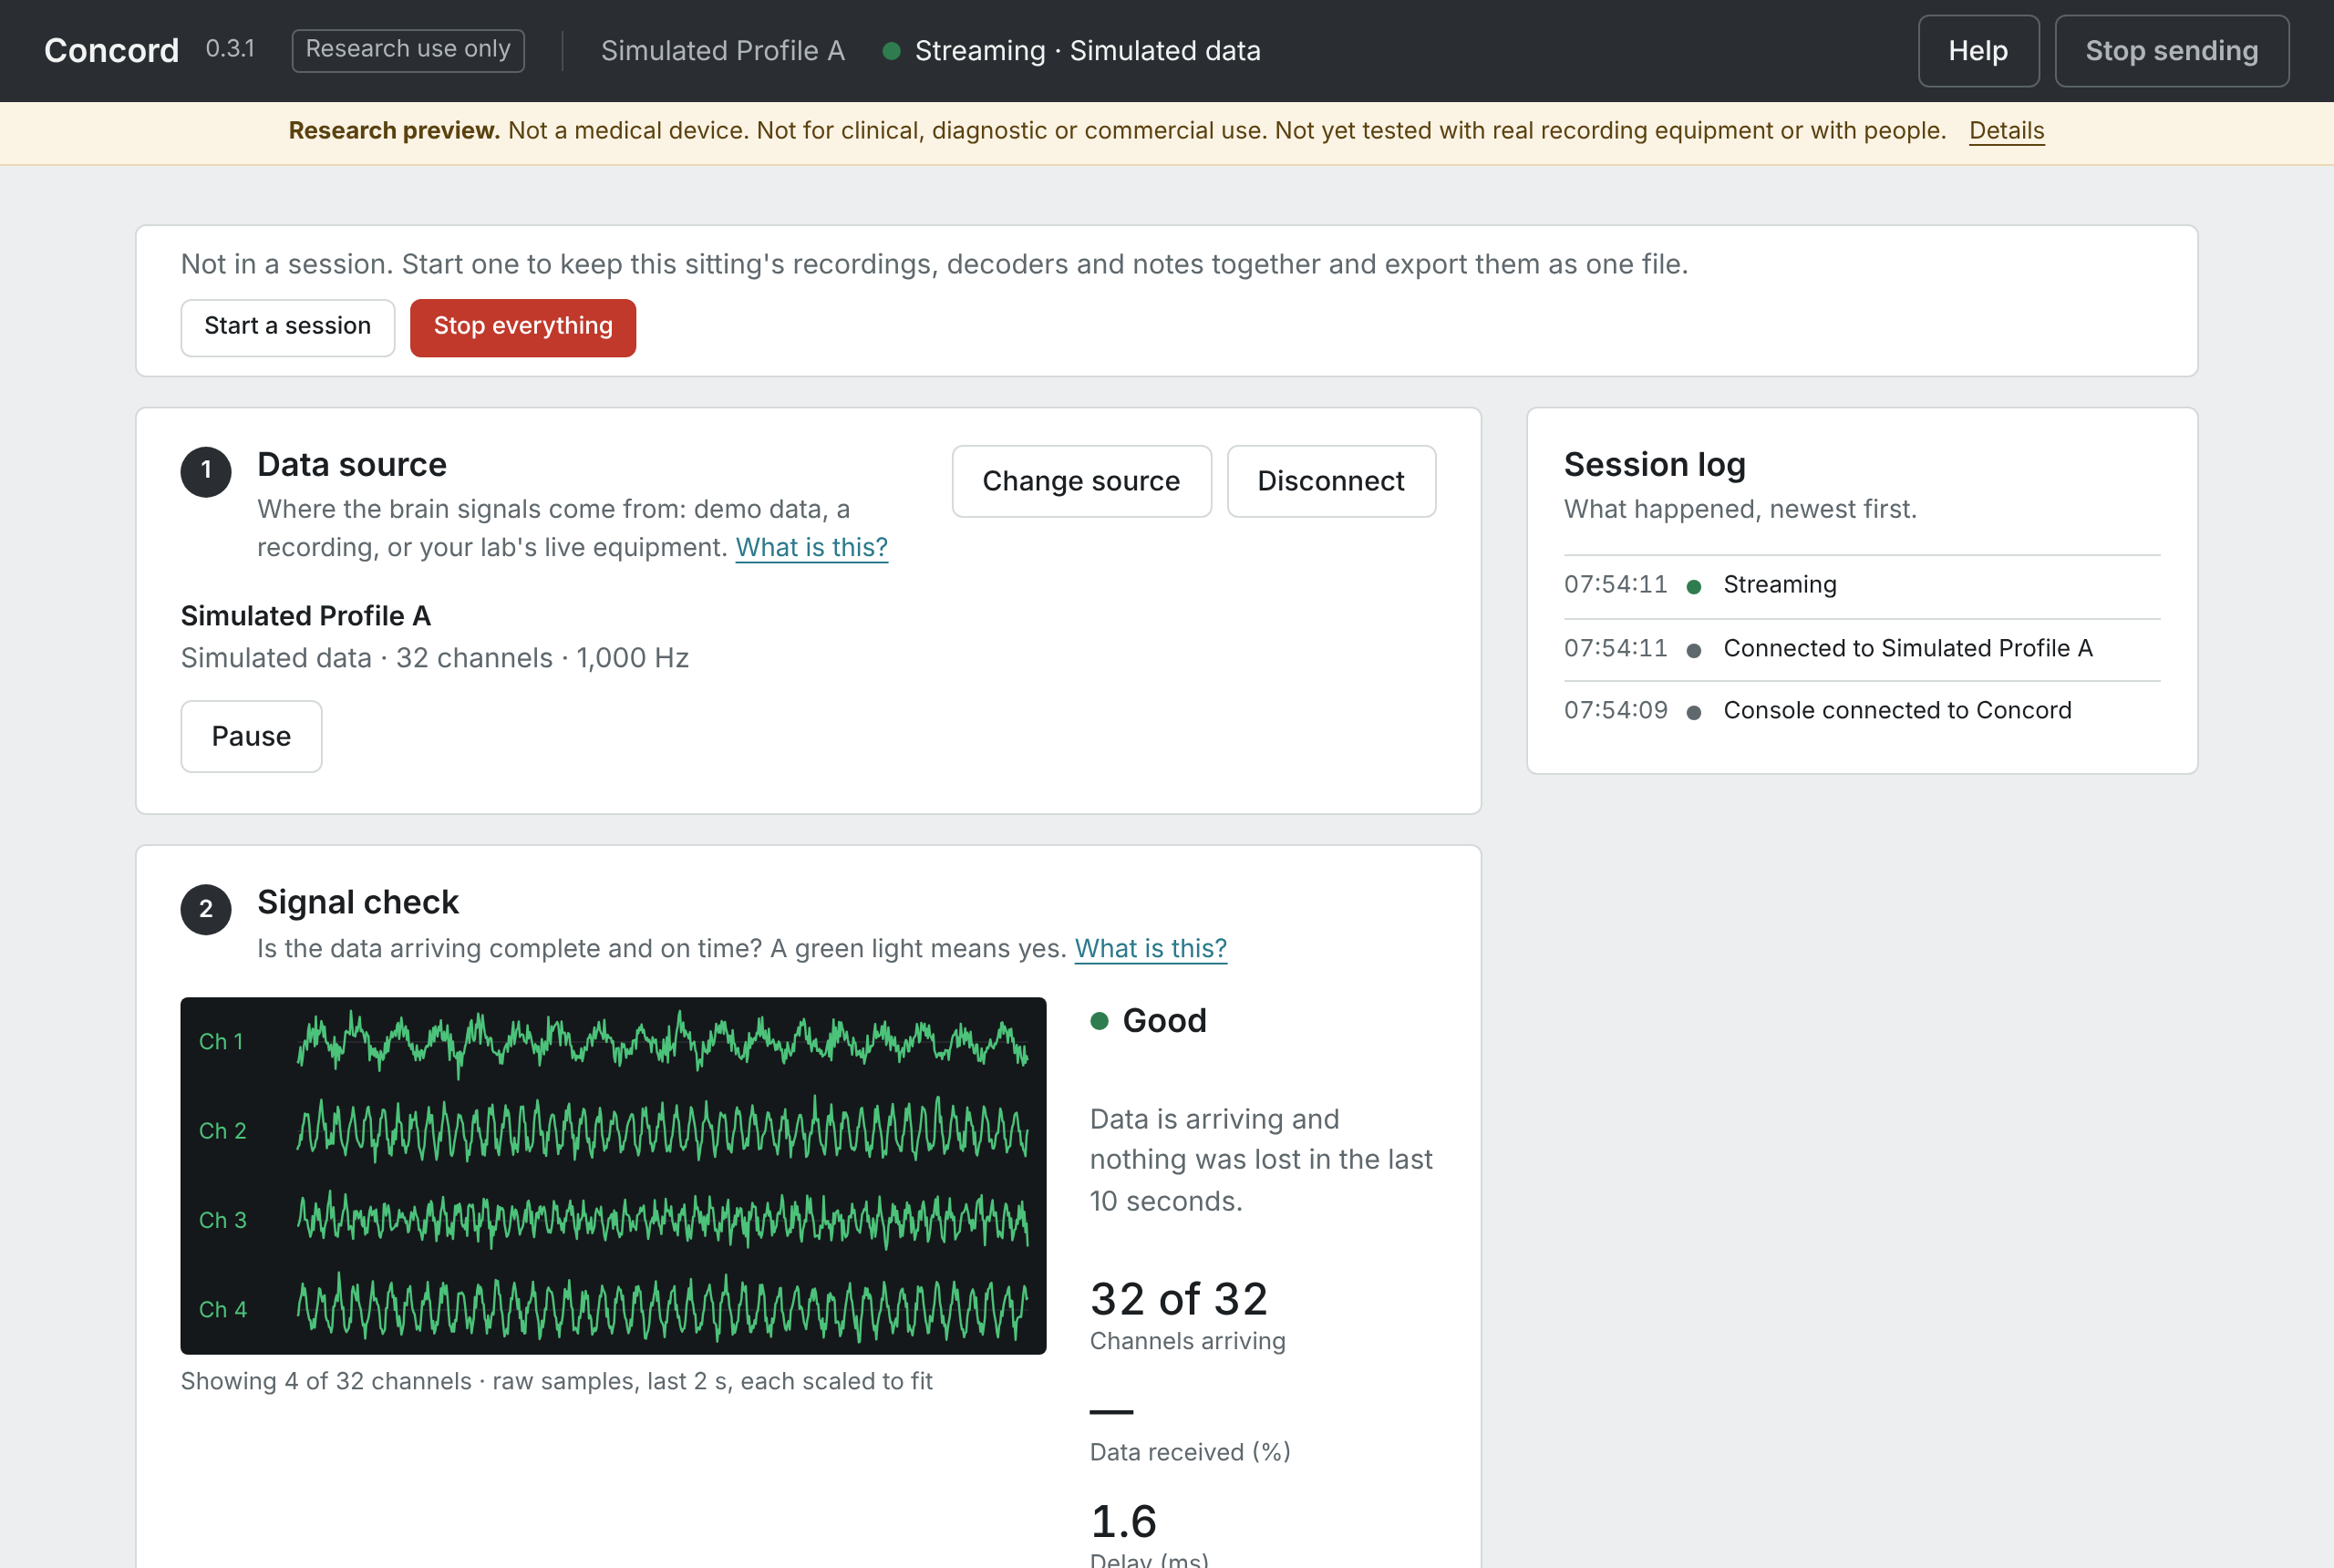 Concord 0.3.1 Research use only Simulated Profile A Streaming · Simulated data Help Stop sending
Research preview. Not a medical device. Not for clinical, diagnostic or commercial use. Not yet tested with real recording equipment or with people. Details
Not in a session. Start one to keep this sitting's recordings, decoders and notes together and export them as one file.
Start a session Stop everything
1 Data source
Where the brain signals come from: demo data, a
recording, or your lab's live equipment. What is this?
Change source Disconnect
Simulated Profile A
Simulated data · 32 channels · 1,000 Hz
Pause
Session log
What happened, newest first.
07:54:11 Streaming
07:54:11 Connected to Simulated Profile A
07:54:09 Console connected to Concord
2 Signal check
Is the data arriving complete and on time? A green light means yes. What is this?
Ch 1
Ch 2
Ch 3
Ch 4
Showing 4 of 32 channels · raw samples, last 2 s, each scaled to fit
Good
Data is arriving and
nothing was lost in the last
10 seconds.
32 of 32
Channels arriving
—
Data received (%)
1.6
Delay (ms)